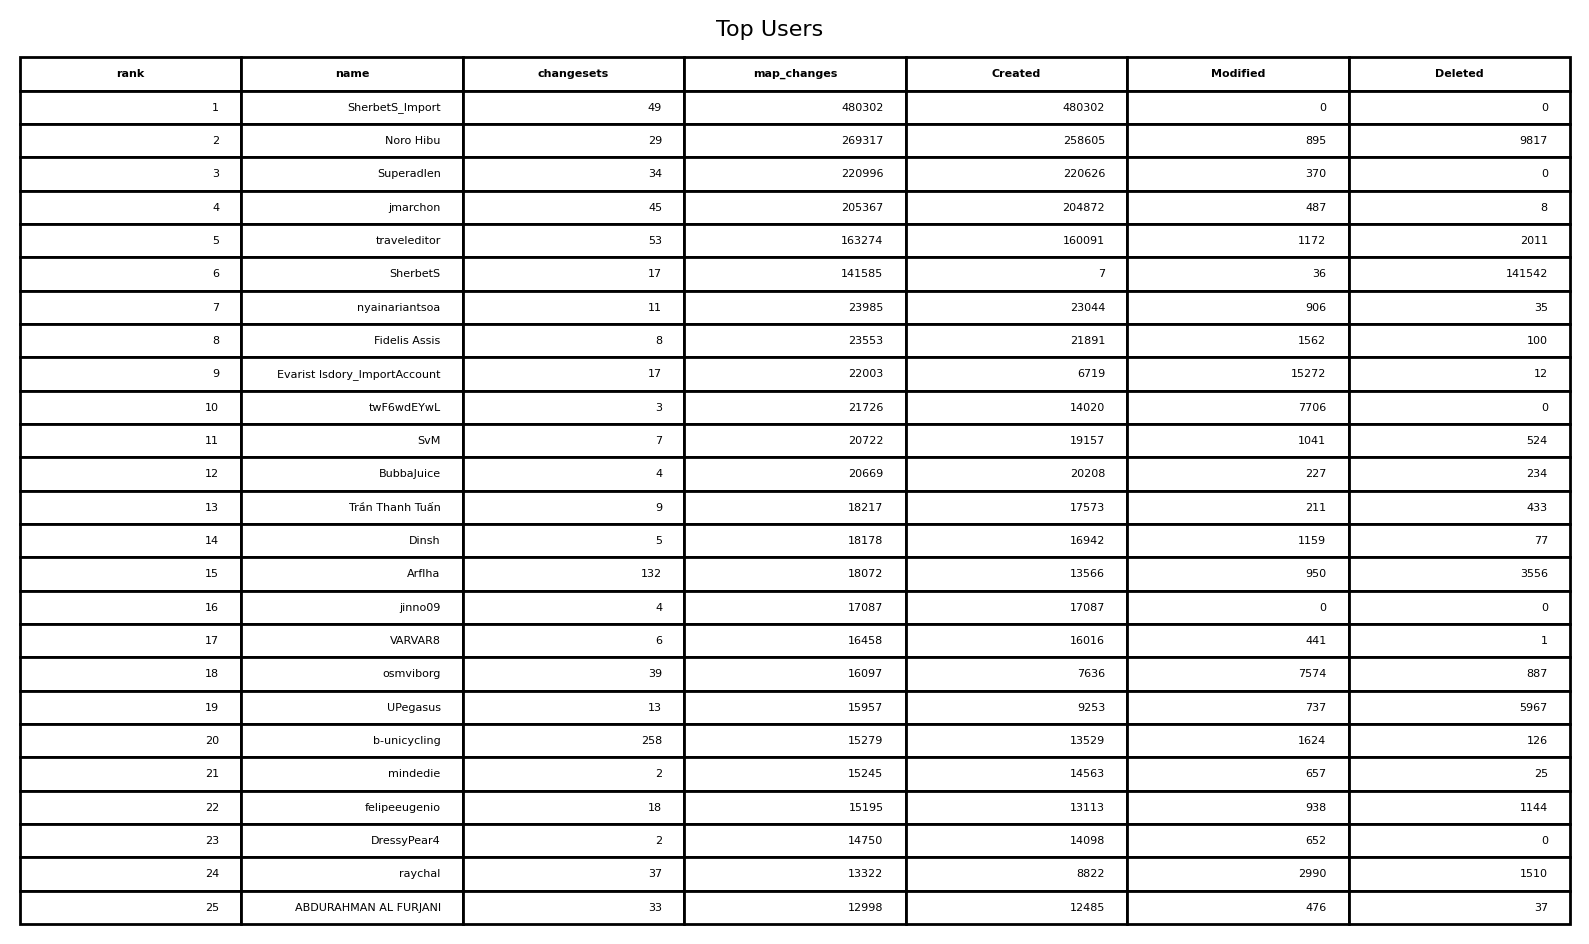 Top Users
rank name changesets map_changes Created Modified Deleted
1 SherbetS_Import 49 480302 480302 0 0
2 Noro Hibu 29 269317 258605 895 9817
3 Superadlen 34 220996 220626 370 0
4 jmarchon 45 205367 204872 487 8
5 traveleditor 53 163274 160091 1172 2011
6 SherbetS 17 141585 7 36 141542
7 nyainariantsoa 11 23985 23044 906 35
8 Fidelis Assis 8 23553 21891 1562 100
9 Evarist Isdory_ImportAccount 17 22003 6719 15272 12
10 twF6wdEYwL 3 21726 14020 7706 0
11 SvM 7 20722 19157 1041 524
12 BubbaJuice 4 20669 20208 227 234
13 Trần Thanh Tuấn 9 18217 17573 211 433
14 Dinsh 5 18178 16942 1159 77
15 Arflha 132 18072 13566 950 3556
16 jinno09 4 17087 17087 0 0
17 VARVAR8 6 16458 16016 441 1
18 osmviborg 39 16097 7636 7574 887
19 UPegasus 13 15957 9253 737 5967
20 b-unicycling 258 15279 13529 1624 126
21 mindedie 2 15245 14563 657 25
22 felipeeugenio 18 15195 13113 938 1144
23 DressyPear4 2 14750 14098 652 0
24 raychal 37 13322 8822 2990 1510
25 ABDURAHMAN AL FURJANI 33 12998 12485 476 37